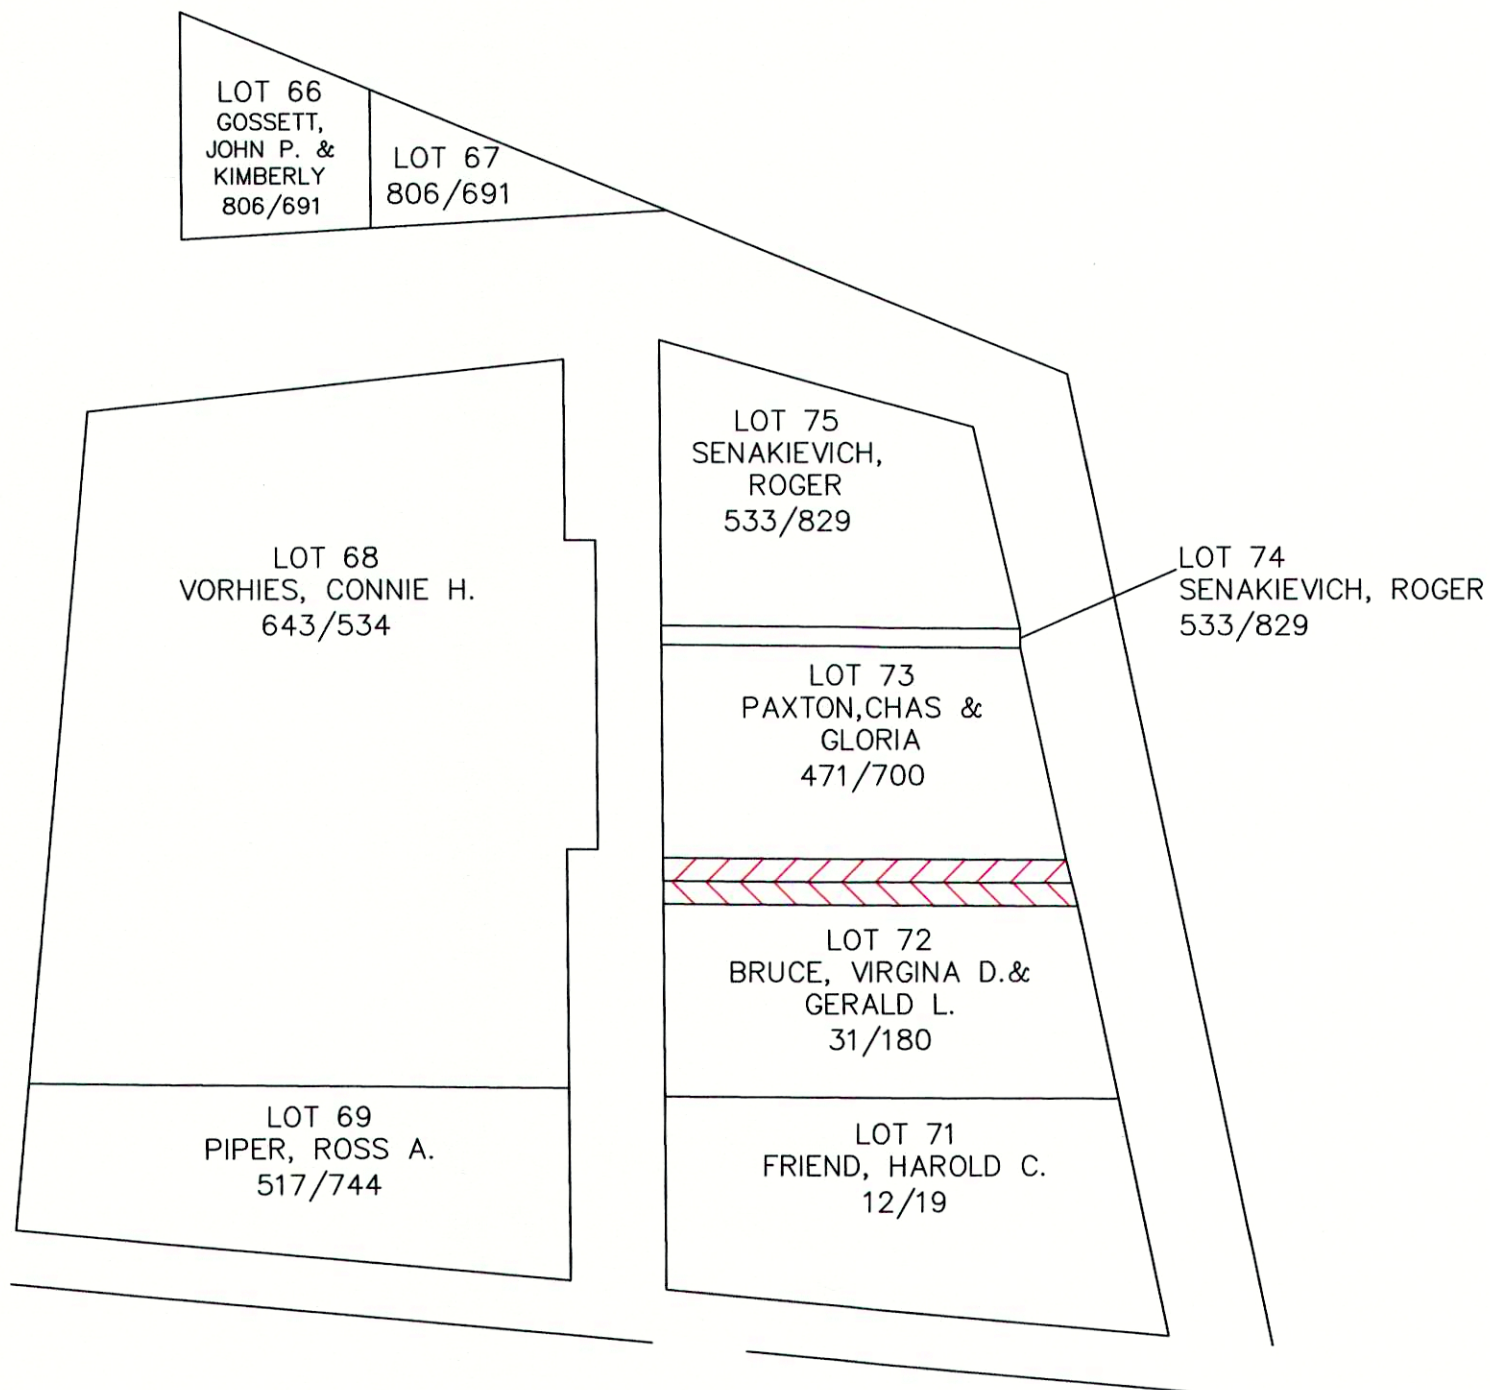 LOT 66
GOSSETT,
JOHN P. &
KIMBERLY
806/691
LOT 67
806/691
LOT 75
SENAKIEVICH,
ROGER
533/829
LOT 68
VORHIES, CONNIE H.
643/534
LOT 74
SENAKIEVICH, ROGER
533/829
LOT 73
PAXTON,CHAS &
GLORIA
471/700
LOT 72
BRUCE, VIRGINA D.&
GERALD L.
31/180
LOT 69
PIPER, ROSS A.
517/744
LOT 71
FRIEND, HAROLD C.
12/19